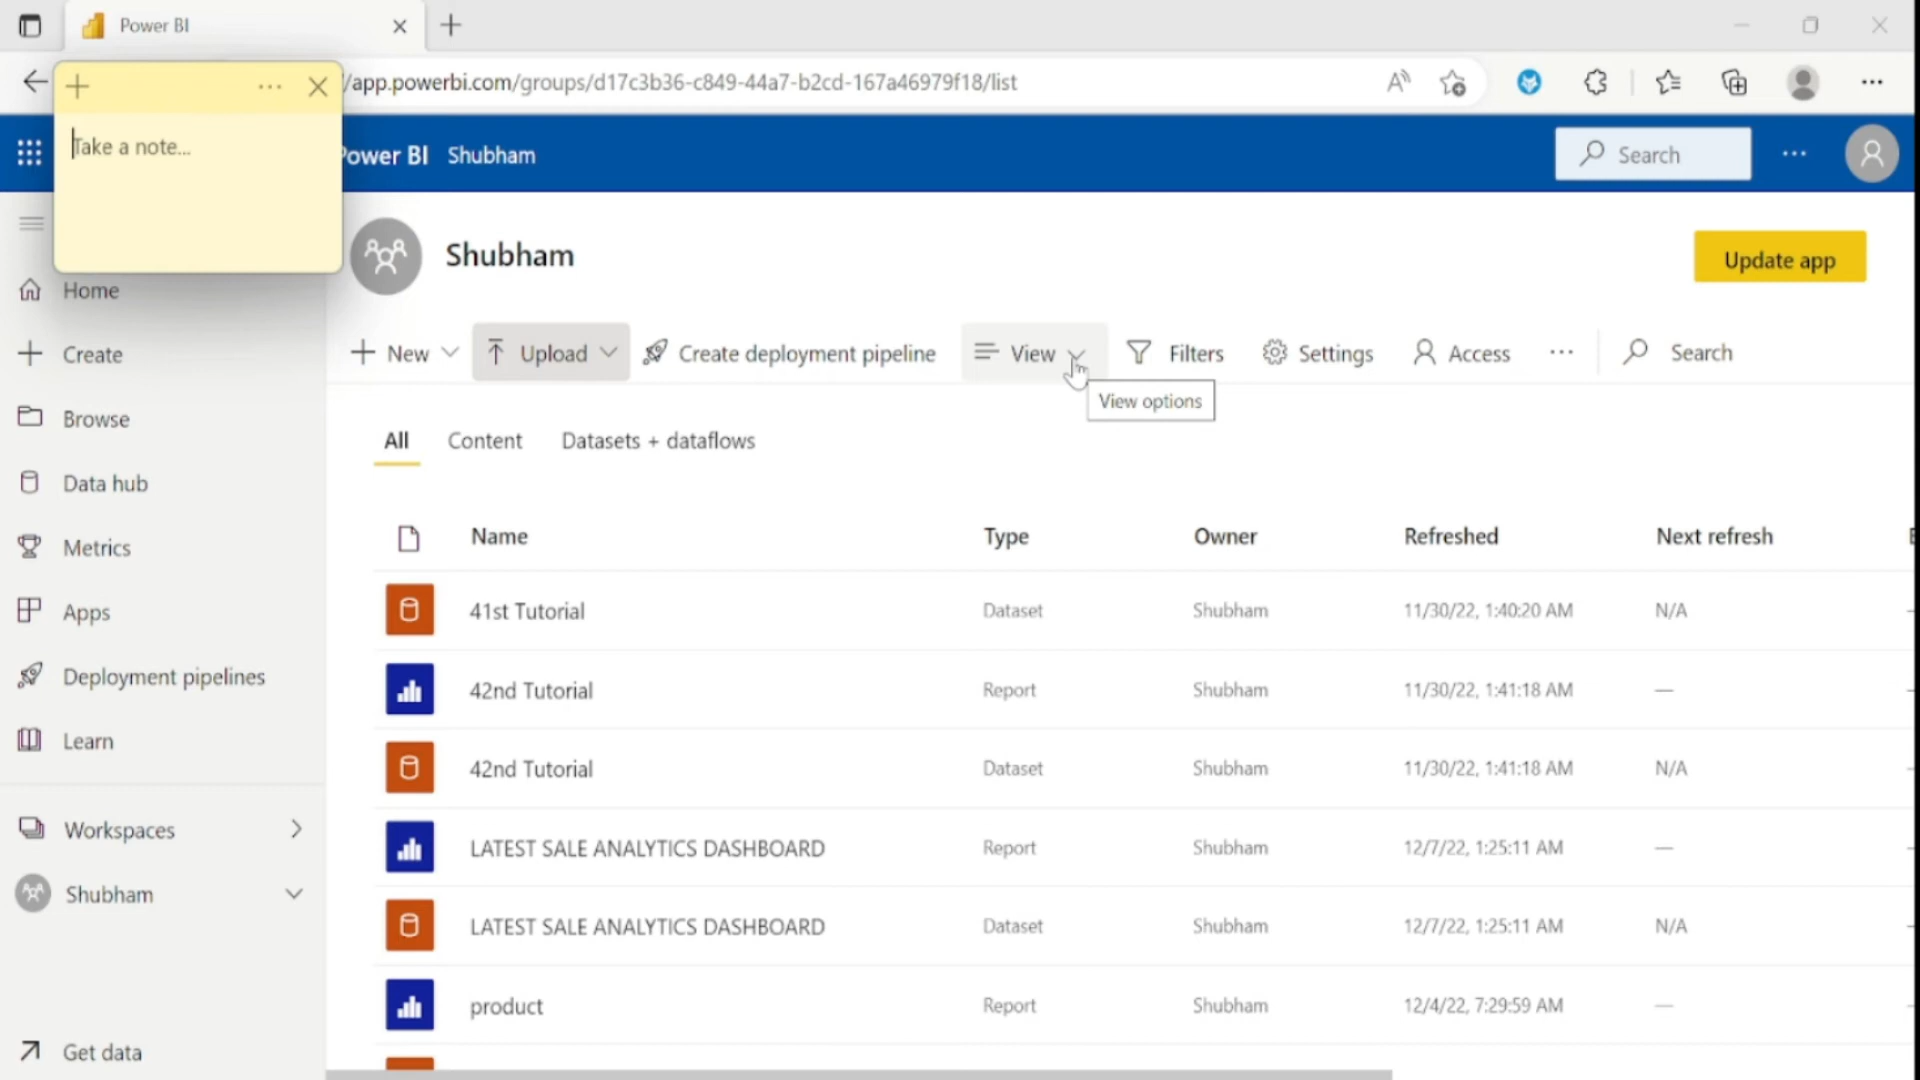 Power BI
/app.powerbi.com/groups/d17c3b36-c849-44a7-b2cd-167a46979f18/list
Take a note...
Power BI Shubham
Search
Shubham
Update app
Home
New Upload Create deployment pipeline View Filters Settings Access Search
View options
Create
Browse
Data hub
Metrics
Apps
Deployment pipelines
Learn
Workspaces
Shubham
Get data
All Content Datasets + dataflows
Name Type Owner Refreshed Next refresh
41st Tutorial Dataset Shubham 11/30/22, 1:40:20 AM N/A
42nd Tutorial Report Shubham 11/30/22, 1:41:18 AM —
42nd Tutorial Dataset Shubham 11/30/22, 1:41:18 AM N/A
LATEST SALE ANALYTICS DASHBOARD Report Shubham 12/7/22, 1:25:11 AM —
LATEST SALE ANALYTICS DASHBOARD Dataset Shubham 12/7/22, 1:25:11 AM N/A
product Report Shubham 12/4/22, 7:29:59 AM —